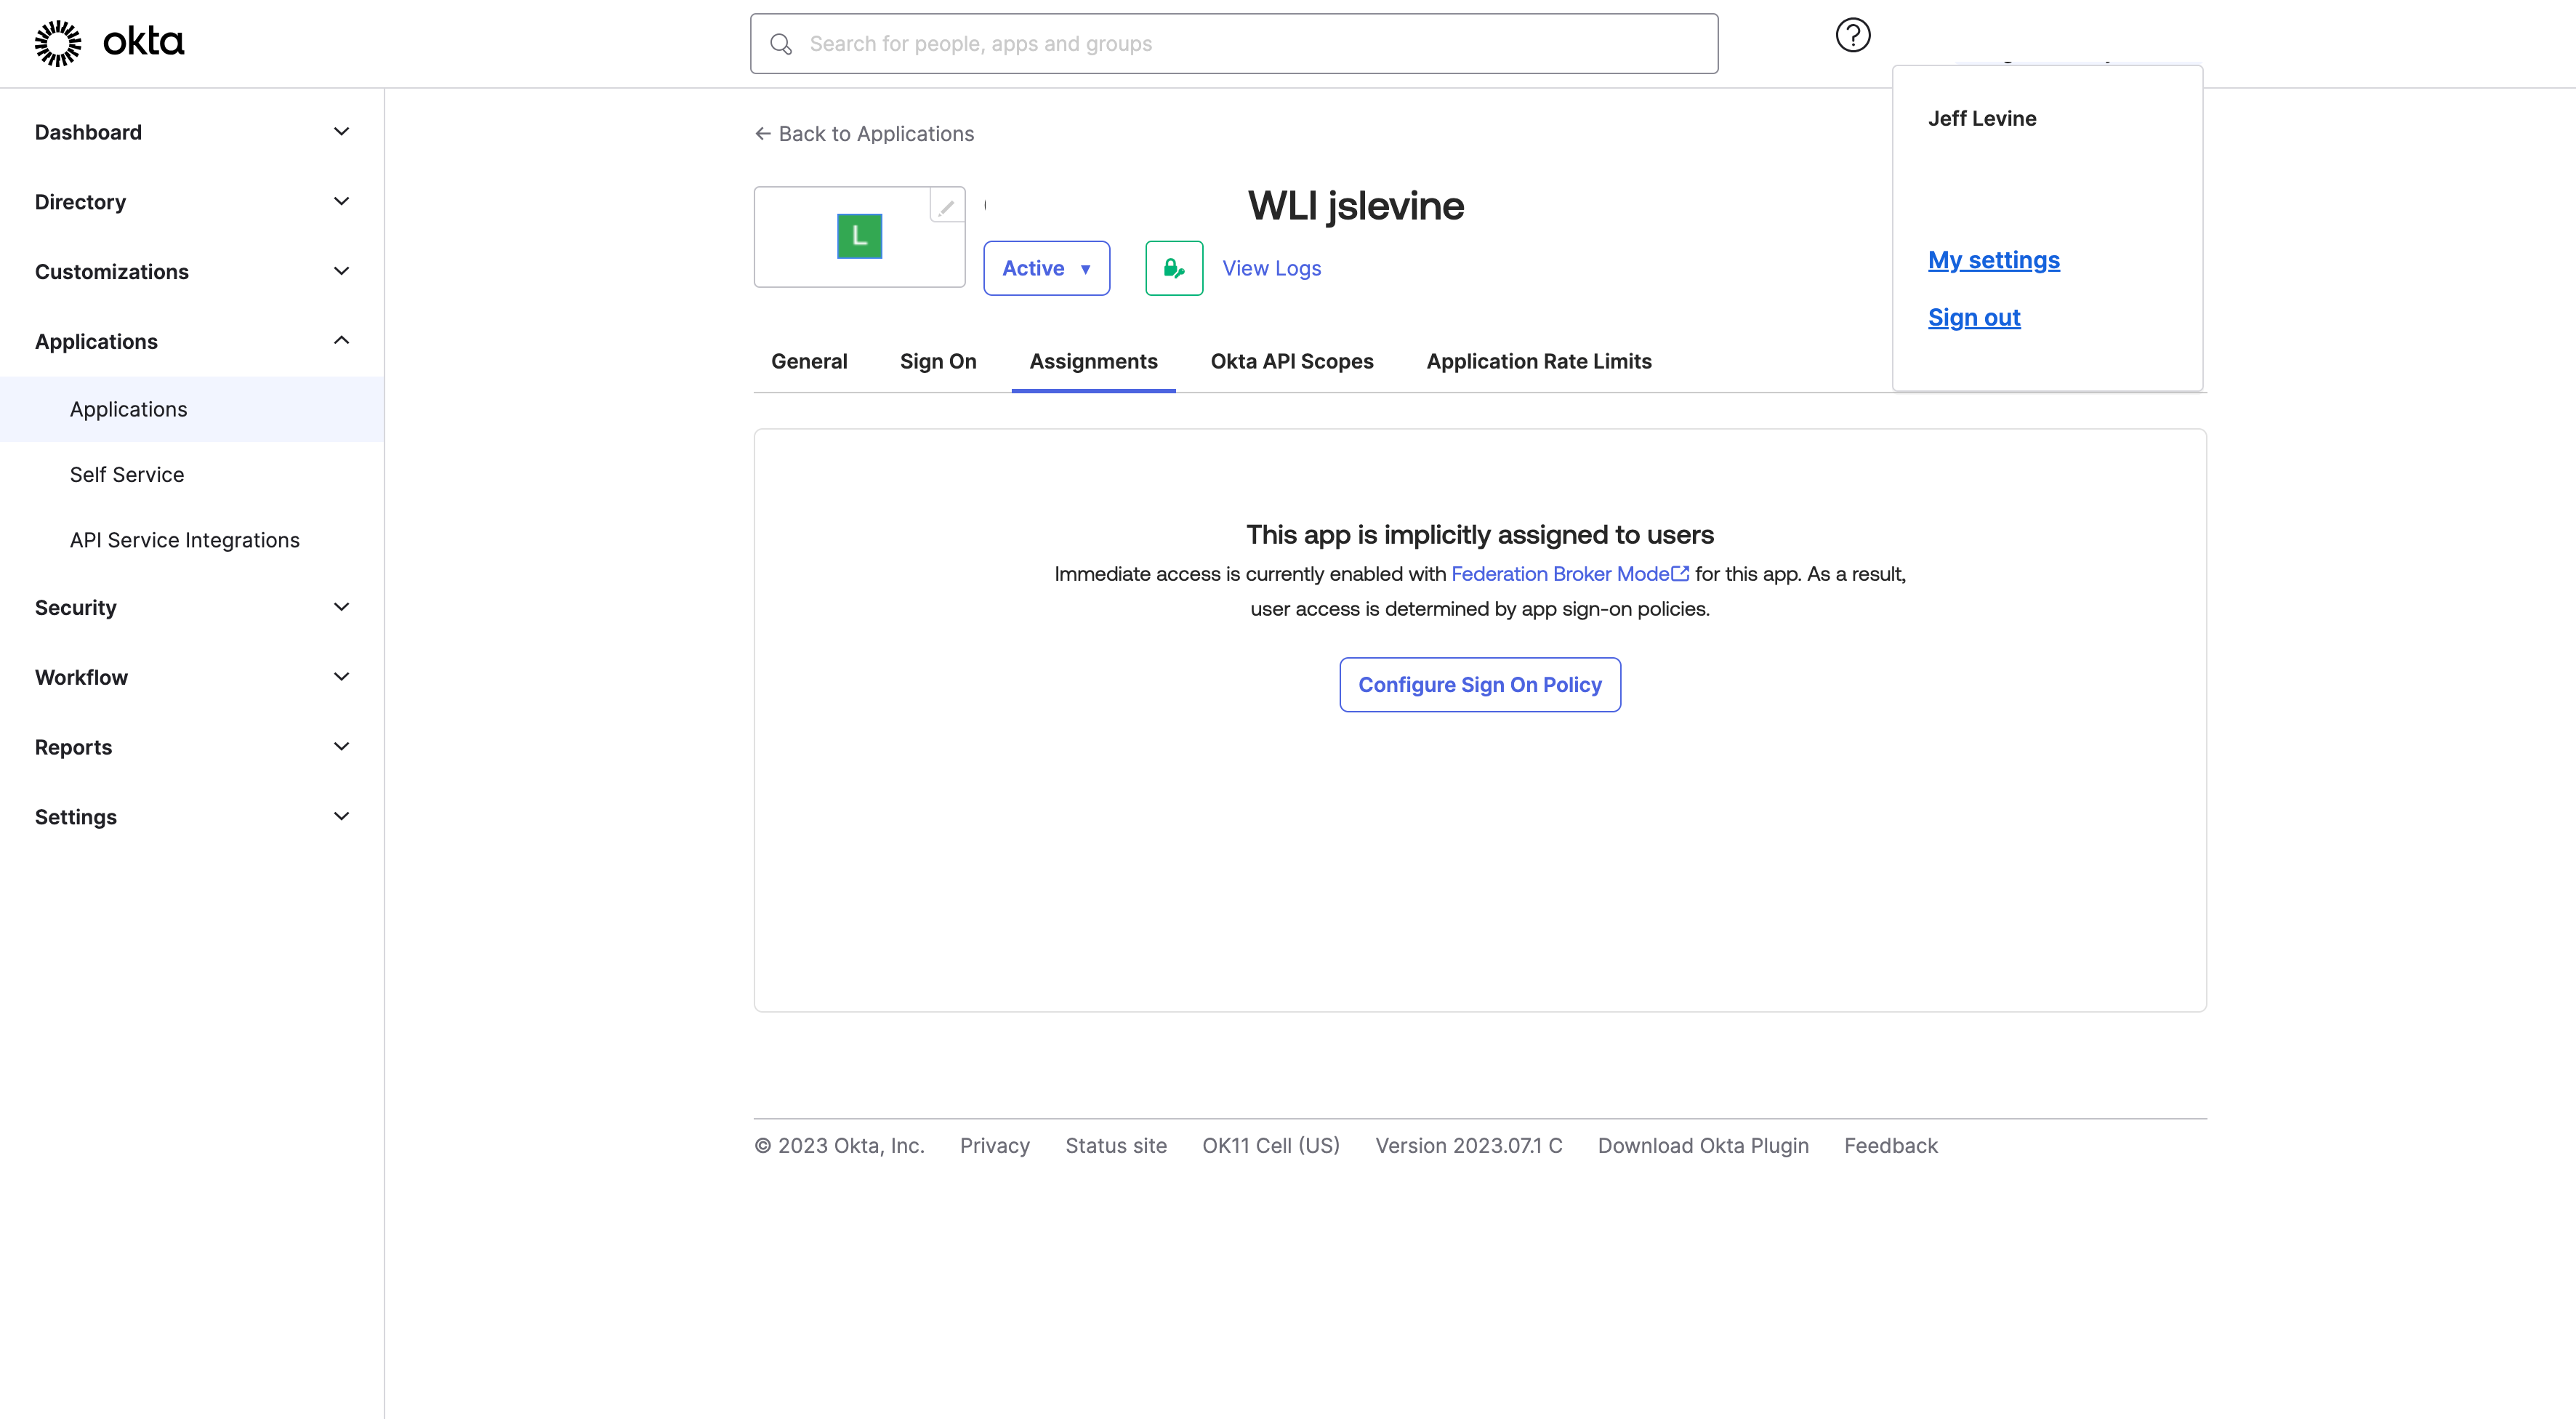 okta
Search for people, apps and groups
?
Jeff Levine
My settings
Sign out
Dashboard
Directory
Customizations
Applications
Applications
Self Service
API Service Integrations
Security
Workflow
Reports
Settings
← Back to Applications
L
WLI jslevine
Active ▼
View Logs
General Sign On Assignments Okta API Scopes Application Rate Limits
This app is implicitly assigned to users
Immediate access is currently enabled with Federation Broker Mode for this app. As a result,
user access is determined by app sign-on policies.
Configure Sign On Policy
© 2023 Okta, Inc. Privacy Status site OK11 Cell (US) Version 2023.07.1 C Download Okta Plugin Feedback